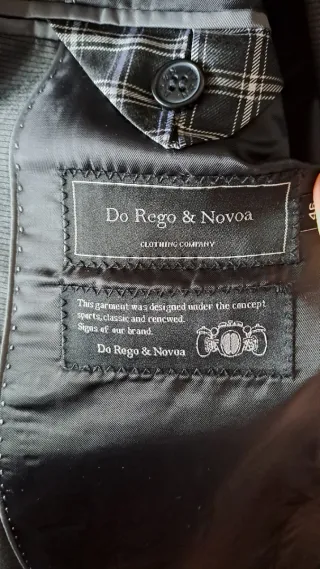 Do Rego & Novoa
CLOTHING COMPANY
46
This garment was designed under the concept
sports, classic and renewed.
Signs of our brand.
Do Rego & Novoa